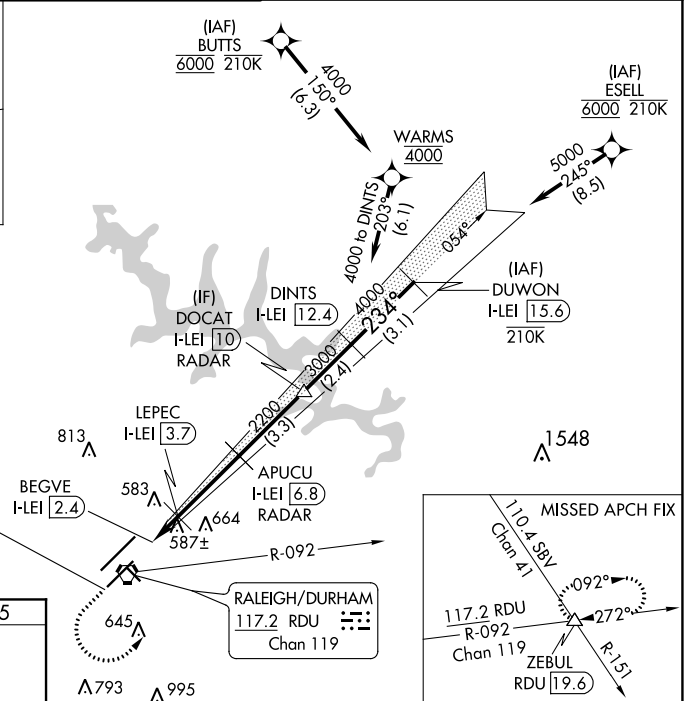 (IAF)
BUTTS
6000 210K
4000
150°
(6.3)
(IAF)
ESELL
6000 210K
5000
245°
(8.5)
WARMS
4000
4000 to DINTS
203°
(6.1)
054°
(IAF)
DUWON
I-LEI 15.6
210K
4000
234°
(3.1)
DINTS
I-LEI 12.4
(IF)
DOCAT
I-LEI 10
RADAR
3000
(2.4)
2200
(3.3)
LEPEC
I-LEI 3.7
APUCU
I-LEI 6.8
RADAR
813
1548
BEGVE
I-LEI 2.4
583
664
587±
R-092
RALEIGH/DURHAM
117.2 RDU
Chan 119
645
793
995
5
MISSED APCH FIX
110.4 SBV
Chan 41
092°
272°
117.2 RDU
R-092
Chan 119
R-151
ZEBUL
RDU 19.6